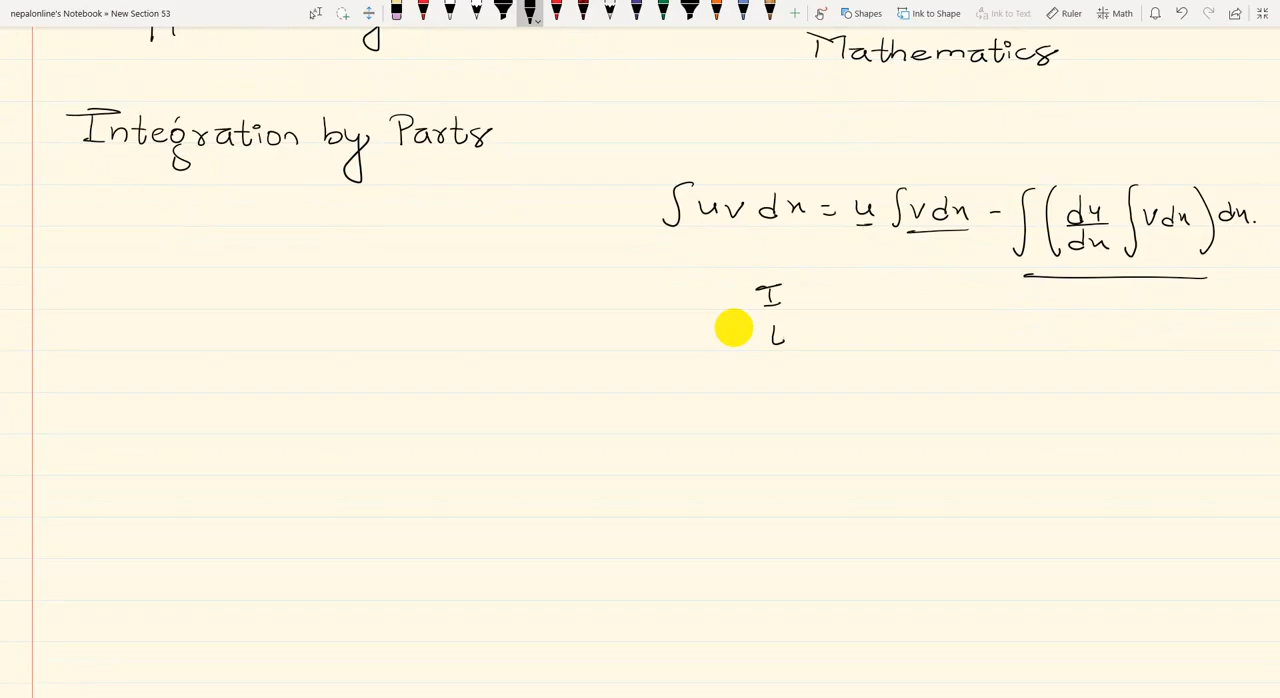 nepalonline's Notebook » New Section 53
Shapes
Ink to Shape
Ink to Text
Ruler
Math
Mathematics
Integration by Parts
∫ u v dx = u ∫ v dx - ∫ (du/dx ∫ v dx) dx.
I
L